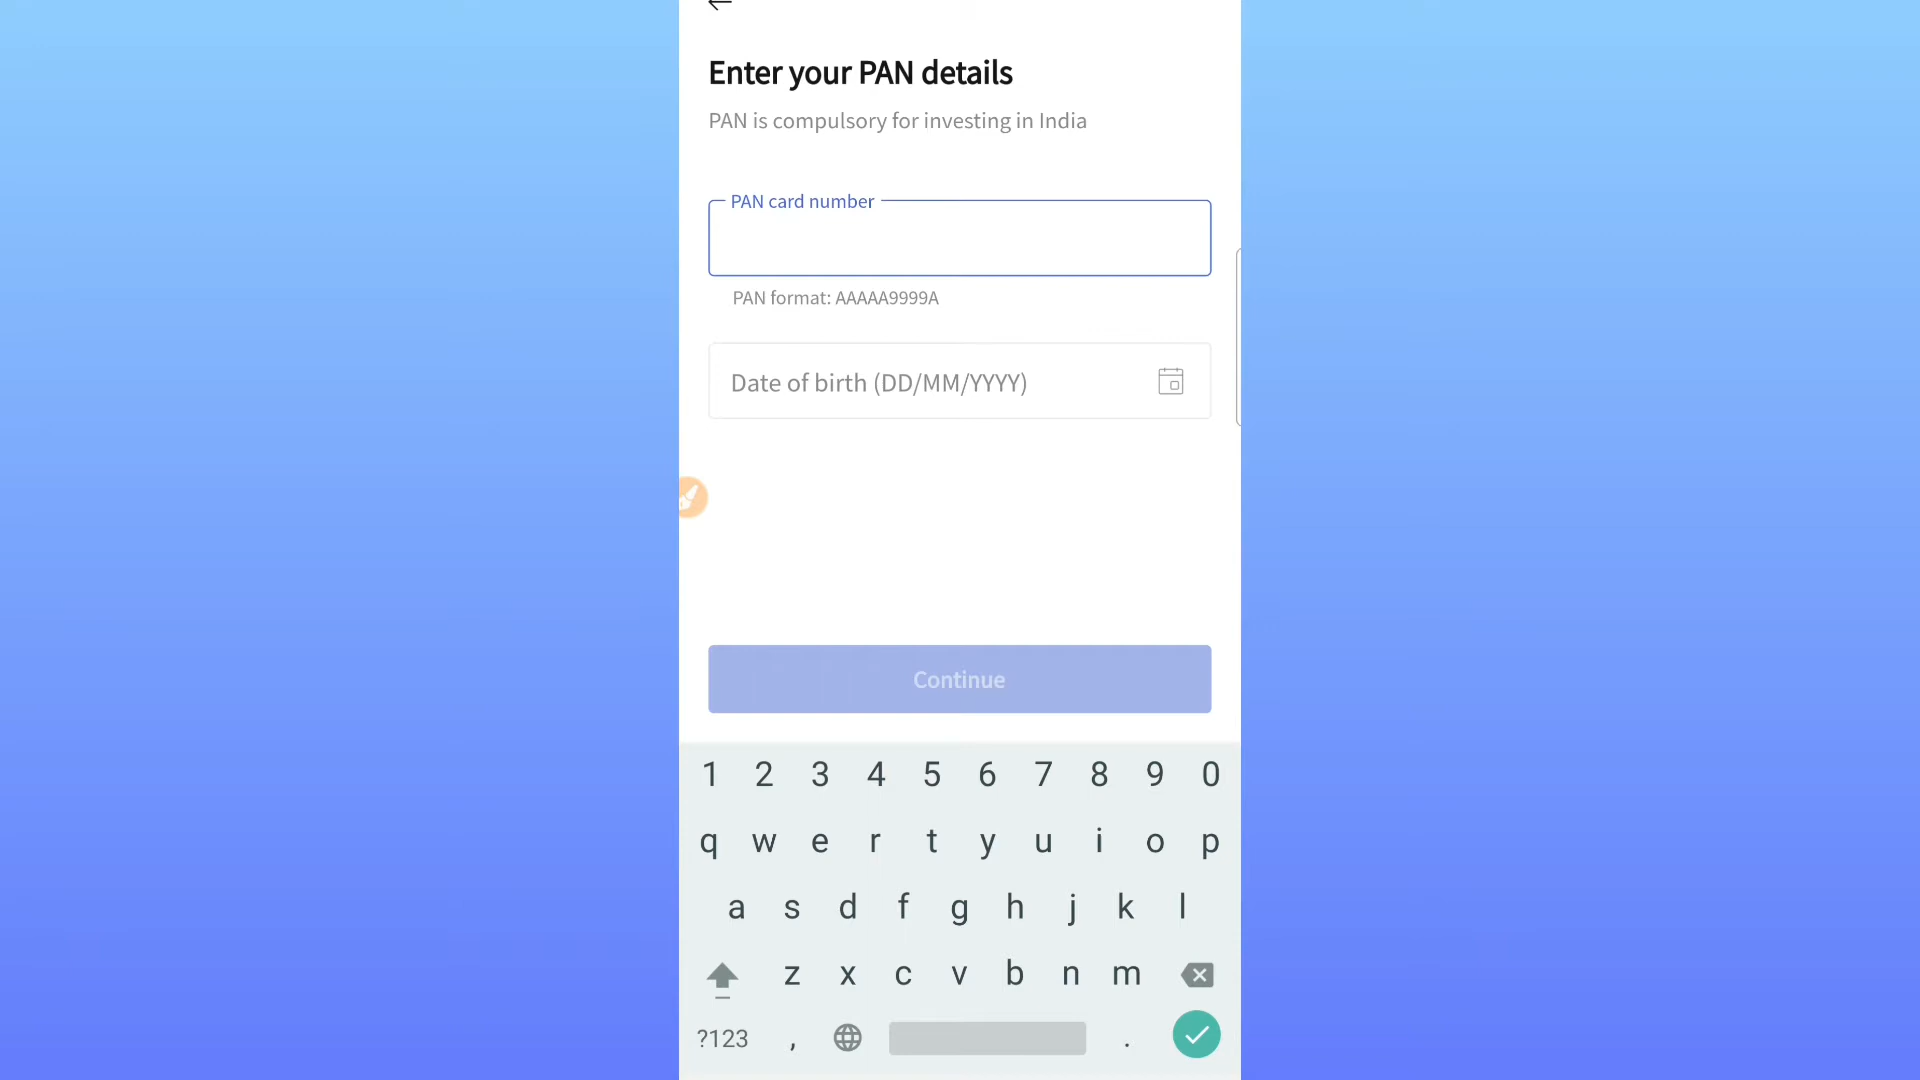 Enter your PAN details
PAN is compulsory for investing in India
PAN card number
PAN format: AAAAA9999A
Date of birth (DD/MM/YYYY)
Continue
1 2 3 4 5 6 7 8 9 0
q w e r t y u i o p
a s d f g h j k l
z x c v b n m
?123 , .